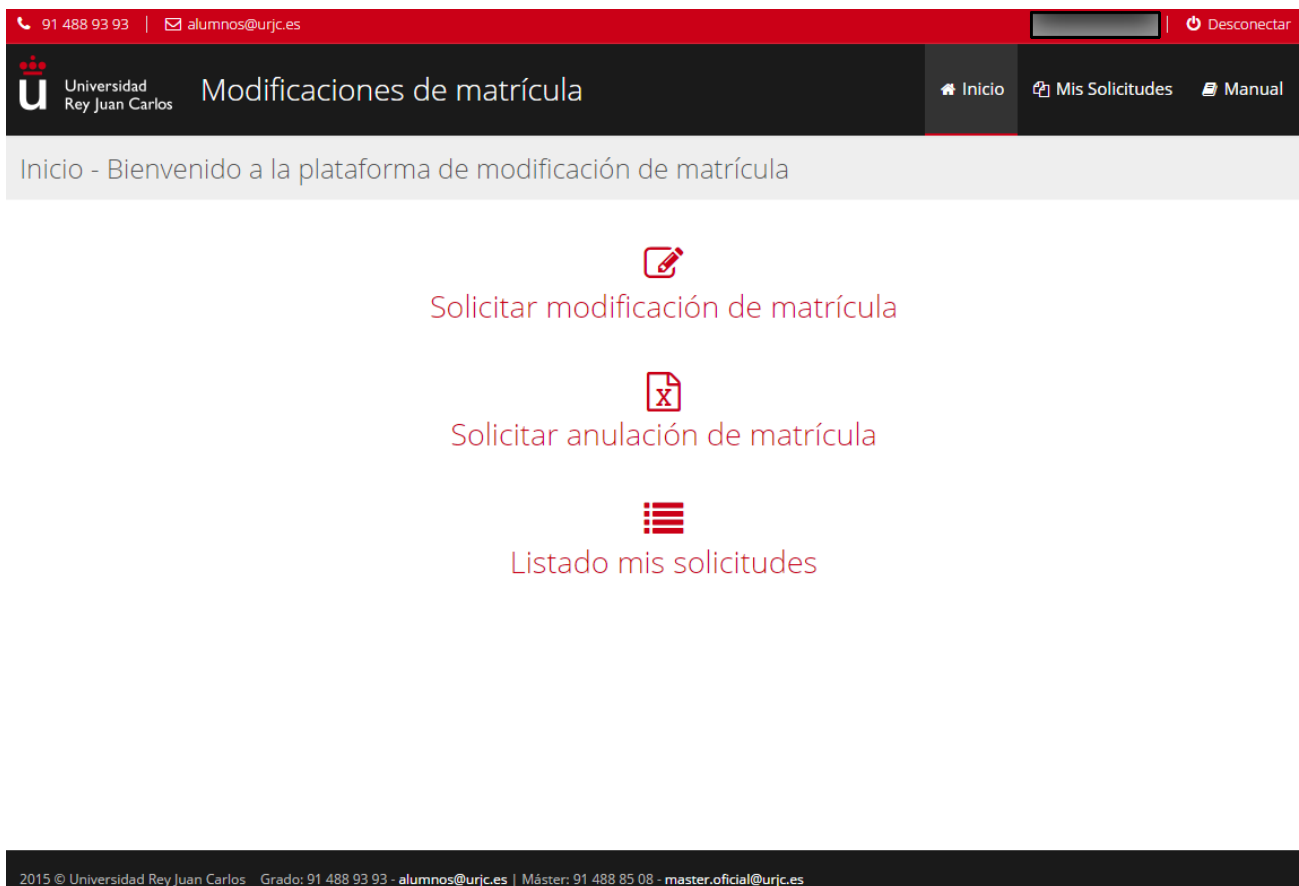 91 488 93 93 | alumnos@urjc.es Desconectar
Universidad
Rey Juan Carlos
Modificaciones de matrícula
Inicio Mis Solicitudes Manual
Inicio - Bienvenido a la plataforma de modificación de matrícula
Solicitar modificación de matrícula
Solicitar anulación de matrícula
Listado mis solicitudes
2015 © Universidad Rey Juan Carlos Grado: 91 488 93 93 - alumnos@urjc.es | Máster: 91 488 85 08 - master.oficial@urjc.es